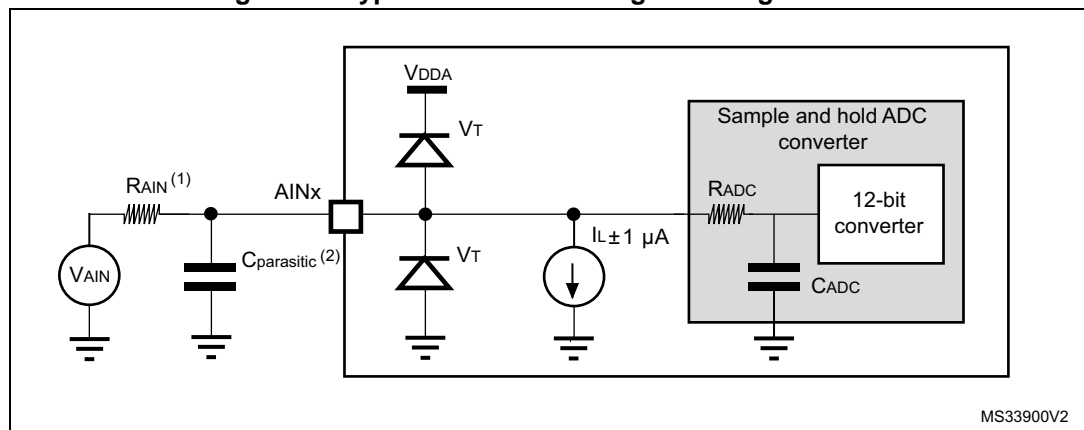 VDDA
Sample and hold ADC
converter
VT
RAIN (1)
AINx
RADC
12-bit
converter
IL±1 µA
VT
Cparasitic (2)
VAIN
CADC
MS33900V2